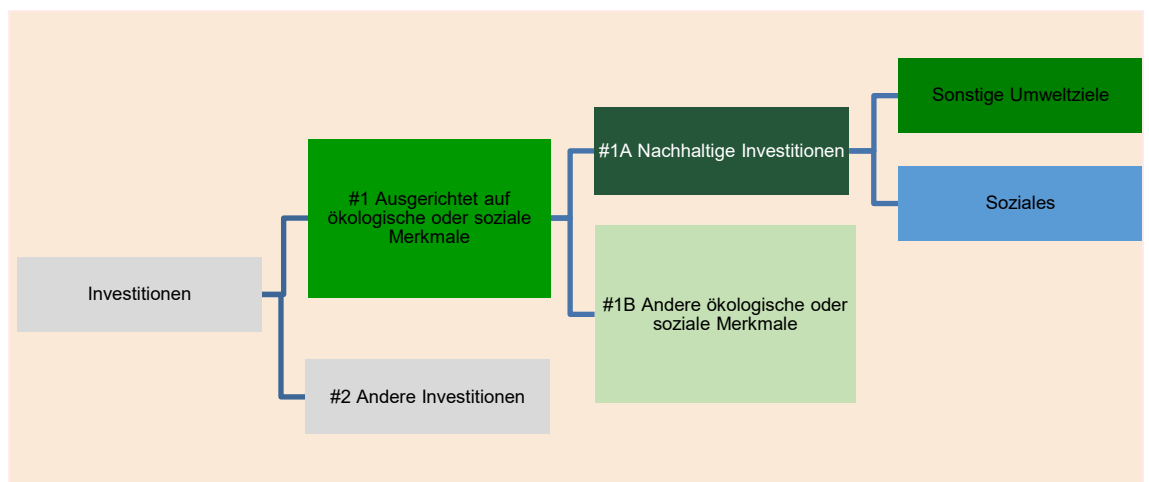 Sonstige Umweltziele
#1A Nachhaltige Investitionen
#1 Ausgerichtet auf
ökologische oder soziale
Merkmale
Soziales
Investitionen
#1B Andere ökologische oder
soziale Merkmale
#2 Andere Investitionen